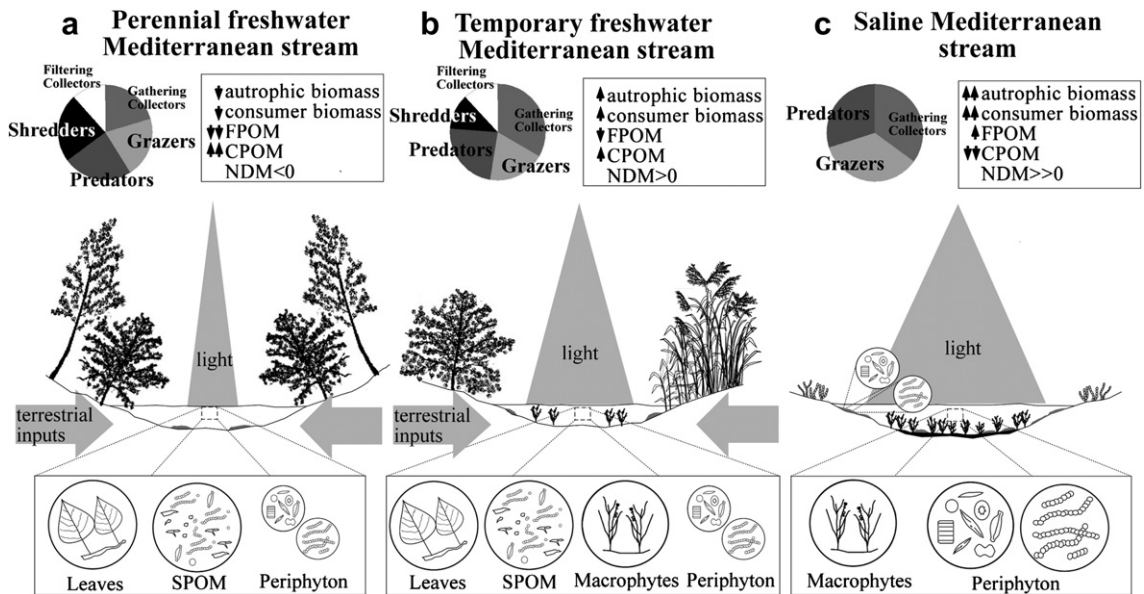 a Perennial freshwater
Mediterranean stream
Filtering
Collectors
Gathering
Collectors
Shredders
Grazers
Predators
autrophic biomass
consumer biomass
FPOM
CPOM
NDM<0
light
terrestrial
inputs
Leaves
SPOM
Periphyton
b Temporary freshwater
Mediterranean stream
Filtering
Collectors
Gathering
Collectors
Shredders
Predators
Grazers
autrophic biomass
consumer biomass
FPOM
CPOM
NDM>0
light
terrestrial
inputs
Leaves
SPOM
Macrophytes
Periphyton
c Saline Mediterranean
stream
Predators
Gathering
Collectors
Grazers
autrophic biomass
consumer biomass
FPOM
CPOM
NDM>>0
light
Macrophytes
Periphyton